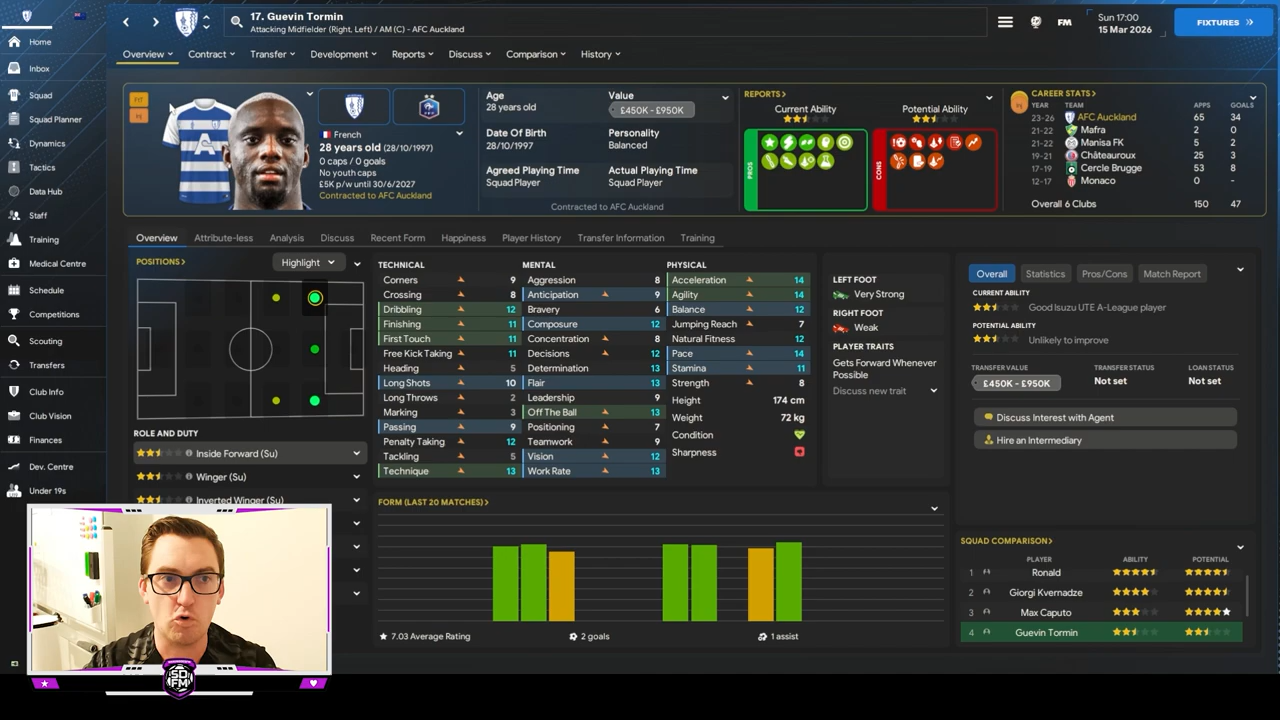 17. Guevin Tormin
Attacking Midfielder (Right, Left) / AM (C) - AFC Auckland
FM
Sun 17:00
15 Mar 2026
FIXTURES
Home
Inbox
Squad
Squad Planner
Dynamics
Tactics
Data Hub
Staff
Training
Medical Centre
Schedule
Competitions
Scouting
Transfers
Club Info
Club Vision
Finances
Dev. Centre
Under 19s
Overview Contract Transfer Development Reports Discuss Comparison History
FIT
French
28 years old (28/10/1997)
0 caps / 0 goals
No youth caps
£5K p/w until 30/6/2027
Contracted to AFC Auckland
Age
28 years old
Value
£450K - £950K
Date Of Birth
28/10/1997
Personality
Balanced
Agreed Playing Time
Squad Player
Actual Playing Time
Squad Player
Contracted to AFC Auckland
REPORTS
Current Ability
Potential Ability
PROS
CONS
CAREER STATS
YEAR TEAM APPS GOALS
23-26 AFC Auckland 65 34
21-22 Mafra 2 0
21-22 Manisa FK 5 2
19-21 Châteauroux 25 3
17-19 Cercle Brugge 53 8
12-17 Monaco 0 -
Overall 6 Clubs 150 47
Overview Attribute-less Analysis Discuss Recent Form Happiness Player History Transfer Information Training
POSITIONS
Highlight
ROLE AND DUTY
Inside Forward (Su)
Winger (Su)
Inverted Winger (Su)
TECHNICAL
Corners 9
Crossing 8
Dribbling 12
Finishing 11
First Touch 11
Free Kick Taking 11
Heading 5
Long Shots 10
Long Throws 2
Marking 3
Passing 9
Penalty Taking 12
Tackling 5
Technique 13
MENTAL
Aggression 8
Anticipation 9
Bravery 6
Composure 12
Concentration 8
Decisions 12
Determination 13
Flair 13
Leadership 9
Off The Ball 13
Positioning 7
Teamwork 9
Vision 12
Work Rate 13
PHYSICAL
Acceleration 14
Agility 14
Balance 12
Jumping Reach 7
Natural Fitness 12
Pace 14
Stamina 11
Strength 8
Height 174 cm
Weight 72 kg
Condition
Sharpness
LEFT FOOT
Very Strong
RIGHT FOOT
Weak
PLAYER TRAITS
Gets Forward Whenever
Possible
Discuss new trait
Overall Statistics Pros/Cons Match Report
CURRENT ABILITY
Good Isuzu UTE A-League player
POTENTIAL ABILITY
Unlikely to improve
TRANSFER VALUE
£450K - £950K
TRANSFER STATUS
Not set
LOAN STATUS
Not set
Discuss Interest with Agent
Hire an Intermediary
FORM (LAST 20 MATCHES)
7.03 Average Rating
2 goals
1 assist
SQUAD COMPARISON
PLAYER ABILITY POTENTIAL
1 Ronald
2 Giorgi Kvernadze
3 Max Caputo
4 Guevin Tormin
SD
FM